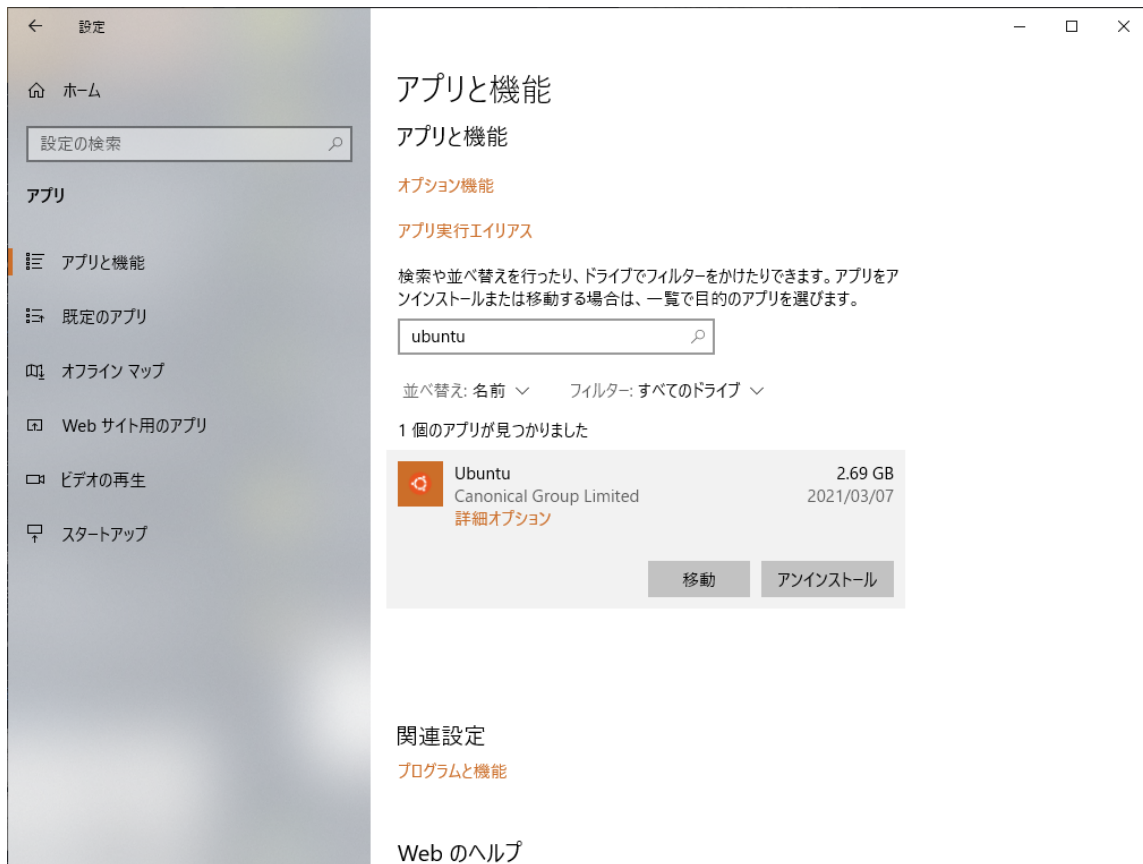 設定
ホーム
設定の検索
アプリ
アプリと機能
既定のアプリ
オフライン マップ
Web サイト用のアプリ
ビデオの再生
スタートアップ
アプリと機能
アプリと機能
オプション機能
アプリ実行エイリアス
検索や並べ替えを行ったり、ドライブでフィルターをかけたりできます。アプリをア
ンインストールまたは移動する場合は、一覧で目的のアプリを選びます。
ubuntu
並べ替え: 名前 フィルター: すべてのドライブ
1 個のアプリが見つかりました
Ubuntu 2.69 GB
Canonical Group Limited 2021/03/07
詳細オプション
移動 アンインストール
関連設定
プログラムと機能
Web のヘルプ